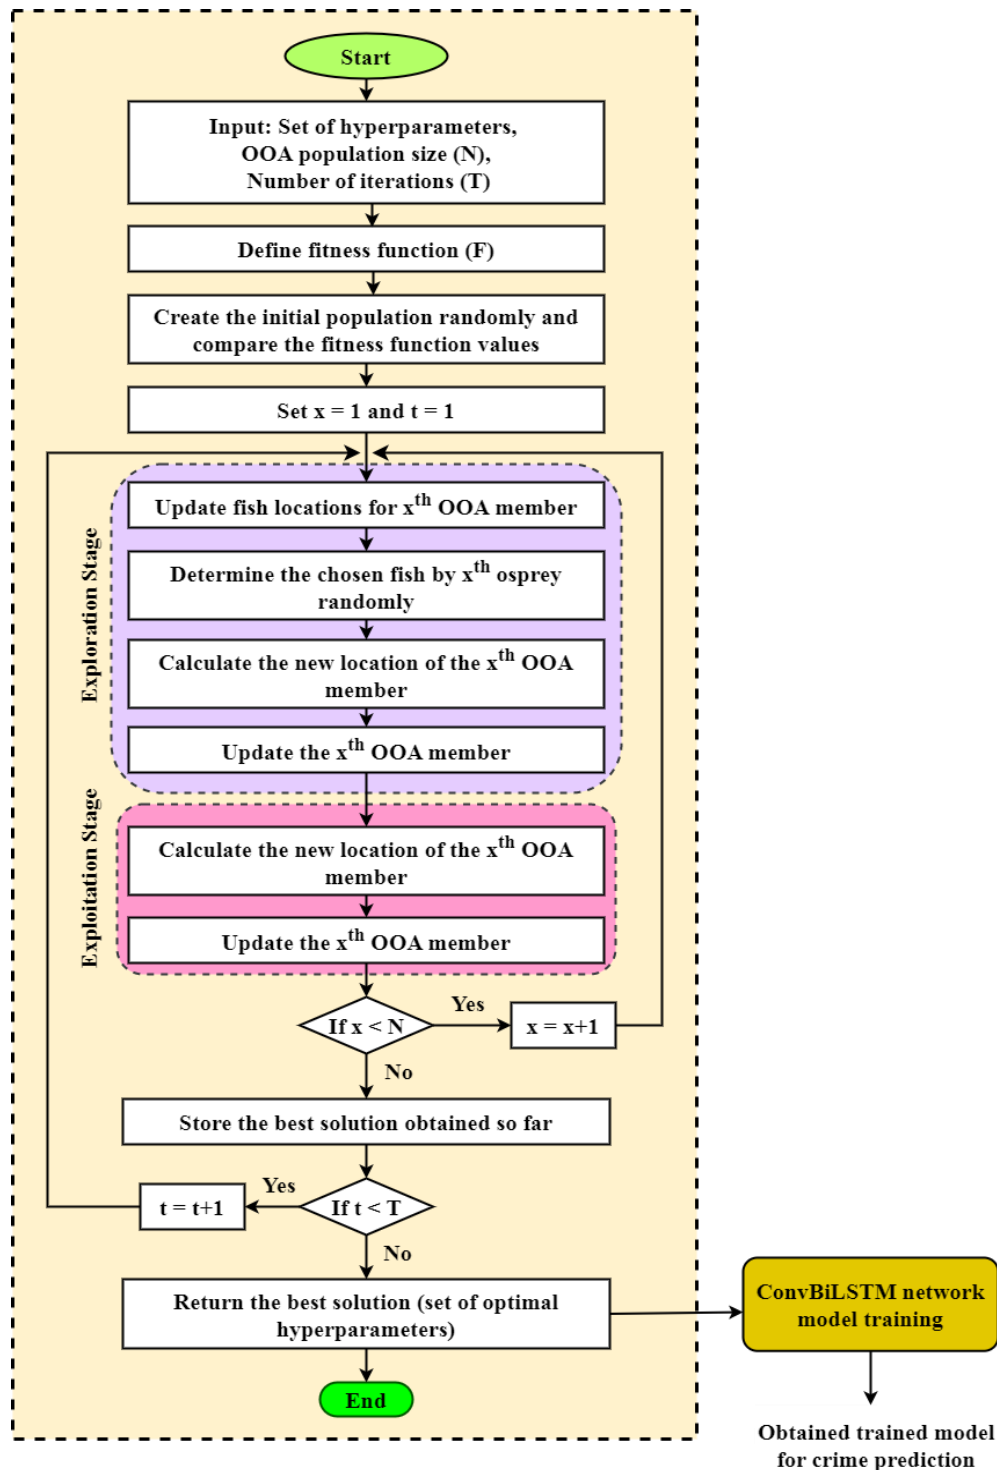 Start
Input: Set of hyperparameters,
OOA population size (N),
Number of iterations (T)
Define fitness function (F)
Create the initial population randomly and
compare the fitness function values
Set x = 1 and t = 1
Exploration Stage
Update fish locations for xth OOA member
Determine the chosen fish by xth osprey
randomly
Calculate the new location of the xth OOA
member
Update the xth OOA member
Exploitation Stage
Calculate the new location of the xth OOA
member
Update the xth OOA member
If x < N
Yes
x = x+1
No
Store the best solution obtained so far
If t < T
Yes
t = t+1
No
Return the best solution (set of optimal
hyperparameters)
End
ConvBiLSTM network
model training
Obtained trained model
for crime prediction